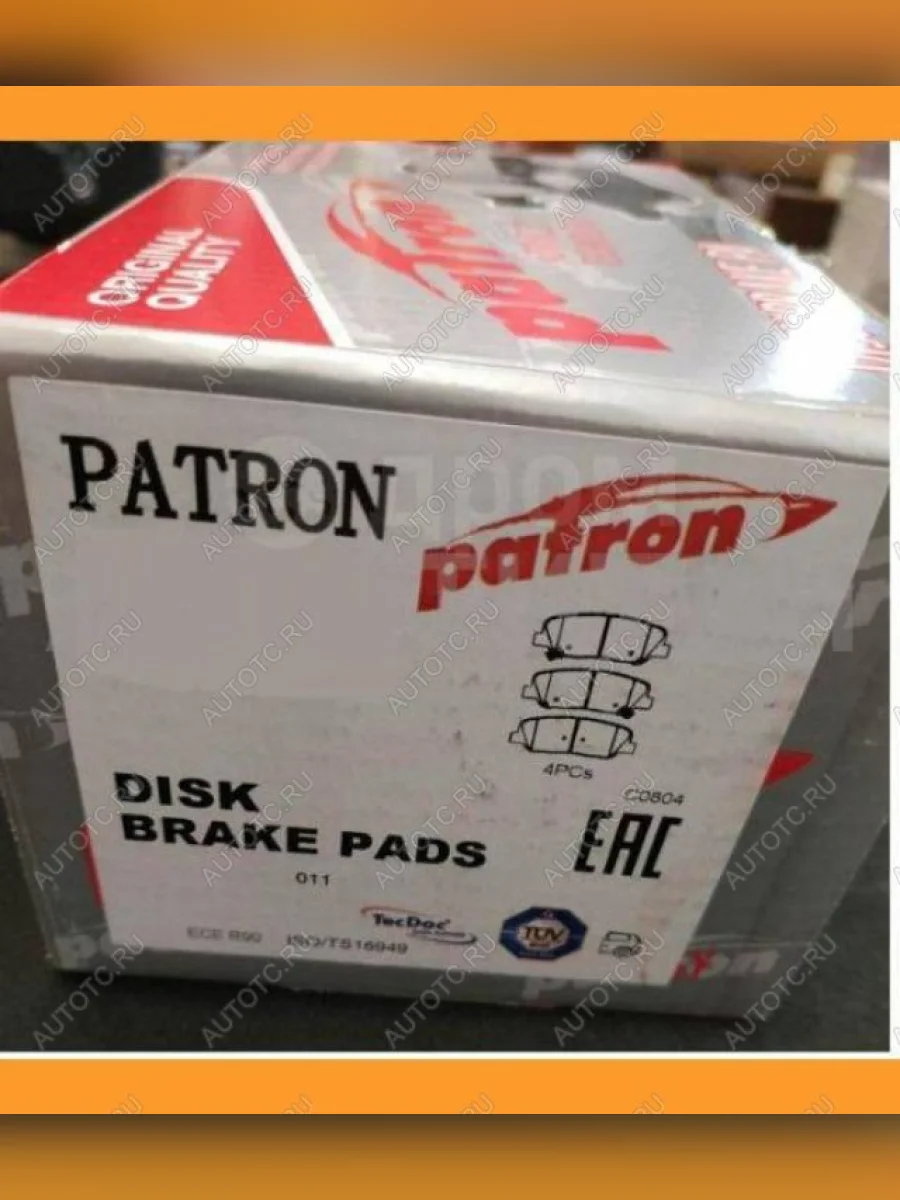 ORIGINAL
QUALITY
patron
PATRON
patron
4PCs
C0804
DISK
BRAKE PADS
EAC
011
TecDoc
TÜV
ECE R90 ISO/TS16949
дром
AUTOTC.RU